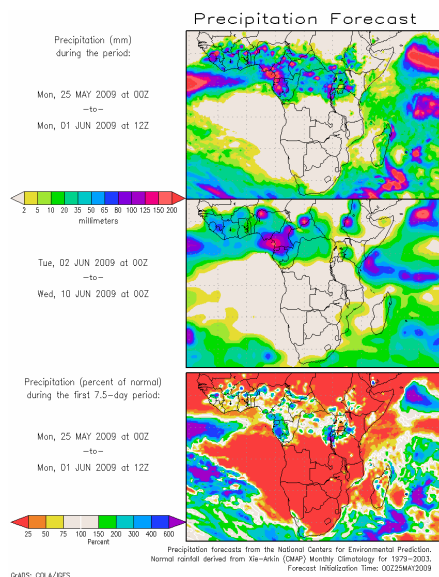 Precipitation Forecast
Precipitation (mm)
during the period:
Mon, 25 MAY 2009 at 00Z
-to-
Mon, 01 JUN 2009 at 12Z
2 5 10 20 35 50 65 80 100 125 150 200
millimeters
Tue, 02 JUN 2009 at 00Z
-to-
Wed, 10 JUN 2009 at 00Z
Precipitation (percent of normal)
during the first 7.5-day period:
Mon, 25 MAY 2009 at 00Z
-to-
Mon, 01 JUN 2009 at 12Z
25 50 75 100 150 200 300 400 600
Percent
Precipitation forecasts from the National Centers for Environmental Prediction.
Normal rainfall derived from Xie-Arkin (CMAP) Monthly Climatology for 1979-2003.
Forecast Initialization Time: 00Z25MAY2009
GrADS: COLA/IGES